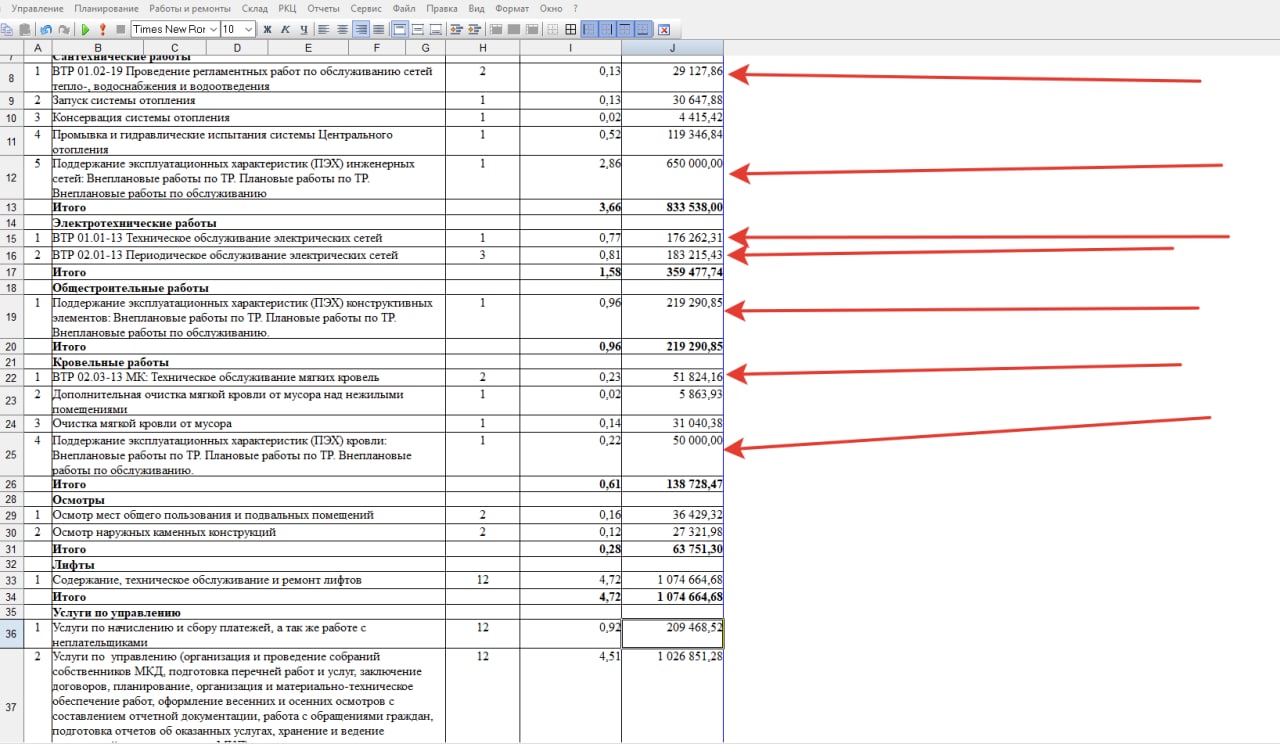 Управление Планирование Работы и ремонты Склад РКЦ Отчеты Сервис Файл Правка Вид Формат Окно ?
Times New Ror 10 Ж К Ч
A B C D E F G H I J
7 Сантехнические работы
8 1 ВТР 01.02-19 Проведение регламентных работ по обслуживанию сетей 2 0,13 29 127,86
тепло-, водоснабжения и водоотведения
9 2 Запуск системы отопления 1 0,13 30 647,88
10 3 Консервация системы отопления 1 0,02 4 415,42
11 4 Промывка и гидравлические испытания системы Центрального 1 0,52 119 346,84
отопления
12 5 Поддержание эксплуатационных характеристик (ПЭХ) инженерных 1 2,86 650 000,00
сетей: Внеплановые работы по ТР. Плановые работы по ТР.
Внеплановые работы по обслуживанию
13 Итого 3,66 833 538,00
14 Электротехнические работы
15 1 ВТР 01.01-13 Техническое обслуживание электрических сетей 1 0,77 176 262,31
16 2 ВТР 02.01-13 Периодическое обслуживание электрических сетей 3 0,81 183 215,43
17 Итого 1,58 359 477,74
18 Общестроительные работы
19 1 Поддержание эксплуатационных характеристик (ПЭХ) конструктивных 1 0,96 219 290,85
элементов: Внеплановые работы по ТР. Плановые работы по ТР.
Внеплановые работы по обслуживанию.
20 Итого 0,96 219 290,85
21 Кровельные работы
22 1 ВТР 02.03-13 МК: Техническое обслуживание мягких кровель 2 0,23 51 824,16
23 2 Дополнительная очистка мягкой кровли от мусора над нежилыми 1 0,02 5 863,93
помещениями
24 3 Очистка мягкой кровли от мусора 1 0,14 31 040,38
25 4 Поддержание эксплуатационных характеристик (ПЭХ) кровли: 1 0,22 50 000,00
Внеплановые работы по ТР. Плановые работы по ТР. Внеплановые
работы по обслуживанию.
26 Итого 0,61 138 728,47
28 Осмотры
29 1 Осмотр мест общего пользования и подвальных помещений 2 0,16 36 429,32
30 2 Осмотр наружных каменных конструкций 2 0,12 27 321,98
31 Итого 0,28 63 751,30
32 Лифты
33 1 Содержание, техническое обслуживание и ремонт лифтов 12 4,72 1 074 664,68
34 Итого 4,72 1 074 664,68
35 Услуги по управлению
36 1 Услуги по начислению и сбору платежей, а так же работе с 12 0,92 209 468,52
неплательщиками
37 2 Услуги по управлению (организация и проведение собраний 12 4,51 1 026 851,28
собственников МКД, подготовка перечней работ и услуг, заключение
договоров, планирование, организация и материально-техническое
обеспечение работ, оформление весенних и осенних осмотров с
составлением отчетной документации, работа с обращениями граждан,
подготовка отчетов об оказанных услугах, хранение и ведение